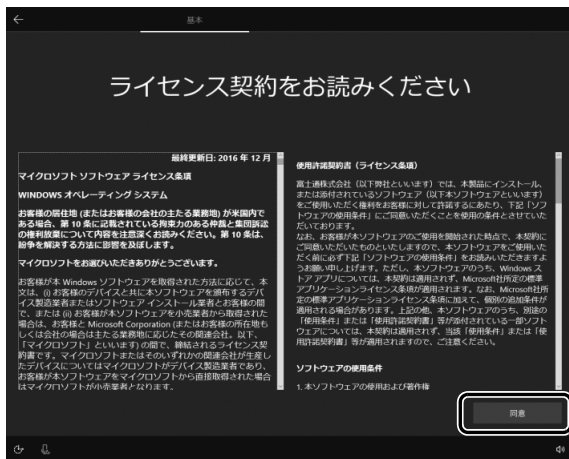 基本
ライセンス契約をお読みください
最終更新日: 2016 年 12 月
マイクロソフト ソフトウェア ライセンス条項
WINDOWS オペレーティング システム
お客様の居住地 (またはお客様の会社の主たる業務地) が米国内で
ある場合、第 10 条に記載されている拘束力のある仲裁と集団訴訟
の権利放棄について内容を注意深くお読みください。第 10 条は、
紛争を解決する方法に影響を及ぼします。
マイクロソフトをお選びいただきありがとうございます。
お客様が本 Windows ソフトウェアを取得された方法に応じて、本
文は、(i) お客様のデバイスと共に本ソフトウェアを頒布するデバ
イス製造業者またはソフトウェア インストール業者とお客様の間
で、または (ii) お客様が本ソフトウェアを小売業者から取得された
場合は、お客様と Microsoft Corporation (またはお客様の所在地も
しくは会社の場合は主たる業務地に応じたその関連会社。以下、
「マイクロソフト」といいます) の間で、締結されるライセンス契
約書です。マイクロソフトまたはそのいずれかの関連会社が生産し
たデバイスについてはマイクロソフトがデバイス製造業者であり、
お客様が本ソフトウェアをマイクロソフトから直接取得された場合
はマイクロソフトが小売業者となります。
使用許諾契約書（ライセンス条項）
富士通株式会社（以下弊社といいます）では、本製品にインストール、
または添付されているソフトウェア（以下本ソフトウェアといいます）
をご使用いただく権利をお客様に対して許諾するにあたり、下記「ソフ
トウェアの使用条件」にご同意いただくことを使用の条件とさせていた
だいております。
なお、お客様が本ソフトウェアのご使用を開始された時点で、本契約に
ご同意いただいたものといたしますので、本ソフトウェアをご使用いた
だく前に必ず下記「ソフトウェアの使用条件」をお読みいただきますよ
うお願い申し上げます。ただし、本ソフトウェアのうち、Windows ス
トア アプリについては、本契約は適用されず、Microsoft社所定の標準
アプリケーションライセンス条項が適用されます。なお、Microsoft社所
定の標準アプリケーションライセンス条項に加えて、個別の追加条件が
適用される場合があります。上記の他、本ソフトウェアのうち、別途の
「使用条件」または「使用許諾契約書」等が添付されている一部ソフト
ウェアについては、本契約は適用されず、当該「使用条件」または「使
用許諾契約書」等が適用されますので、ご注意ください。
ソフトウェアの使用条件
1. 本ソフトウェアの使用および著作権
同意